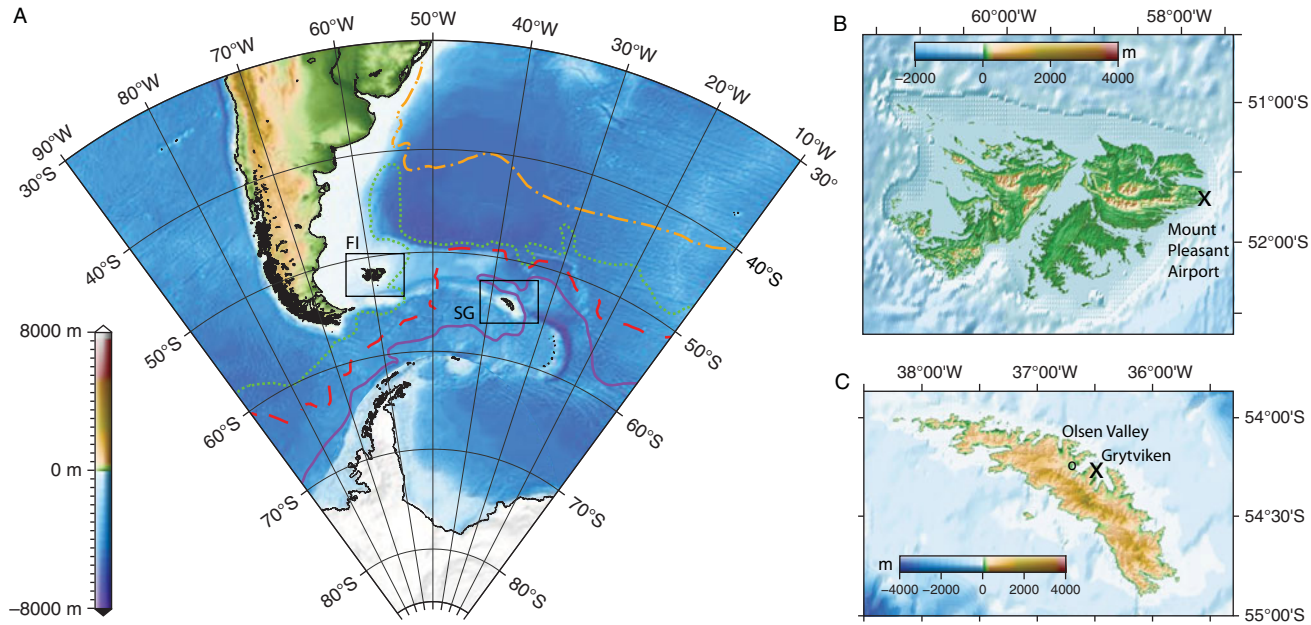 A
90°W
80°W
70°W
60°W
50°W
40°W
30°W
20°W
10°W
30°S
30°
40°S
40°S
50°S
50°S
60°S
60°S
70°S
70°S
80°S
80°S
FI
SG
8000 m
0 m
−8000 m
B
60°00'W
58°00'W
m
−2000
0
2000
4000
51°00'S
52°00'S
X
Mount
Pleasant
Airport
C
38°00'W
37°00'W
36°00'W
54°00'S
54°30'S
55°00'S
Olsen Valley
Grytviken
o
X
m
−4000
−2000
0
2000
4000